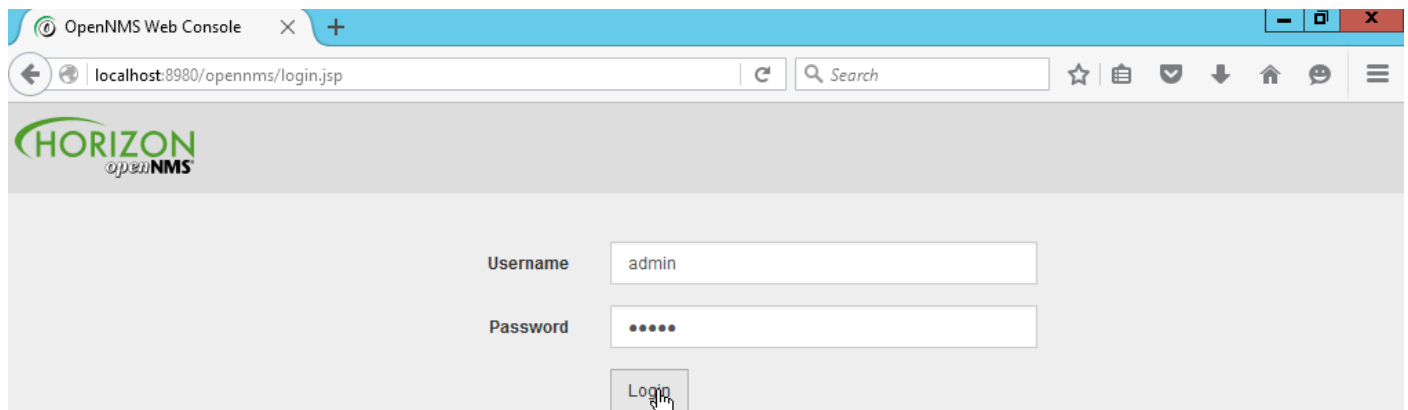 OpenNMS Web Console
localhost:8980/opennms/login.jsp
Search
HORIZON
openNMS
Username admin
Password •••••
Login